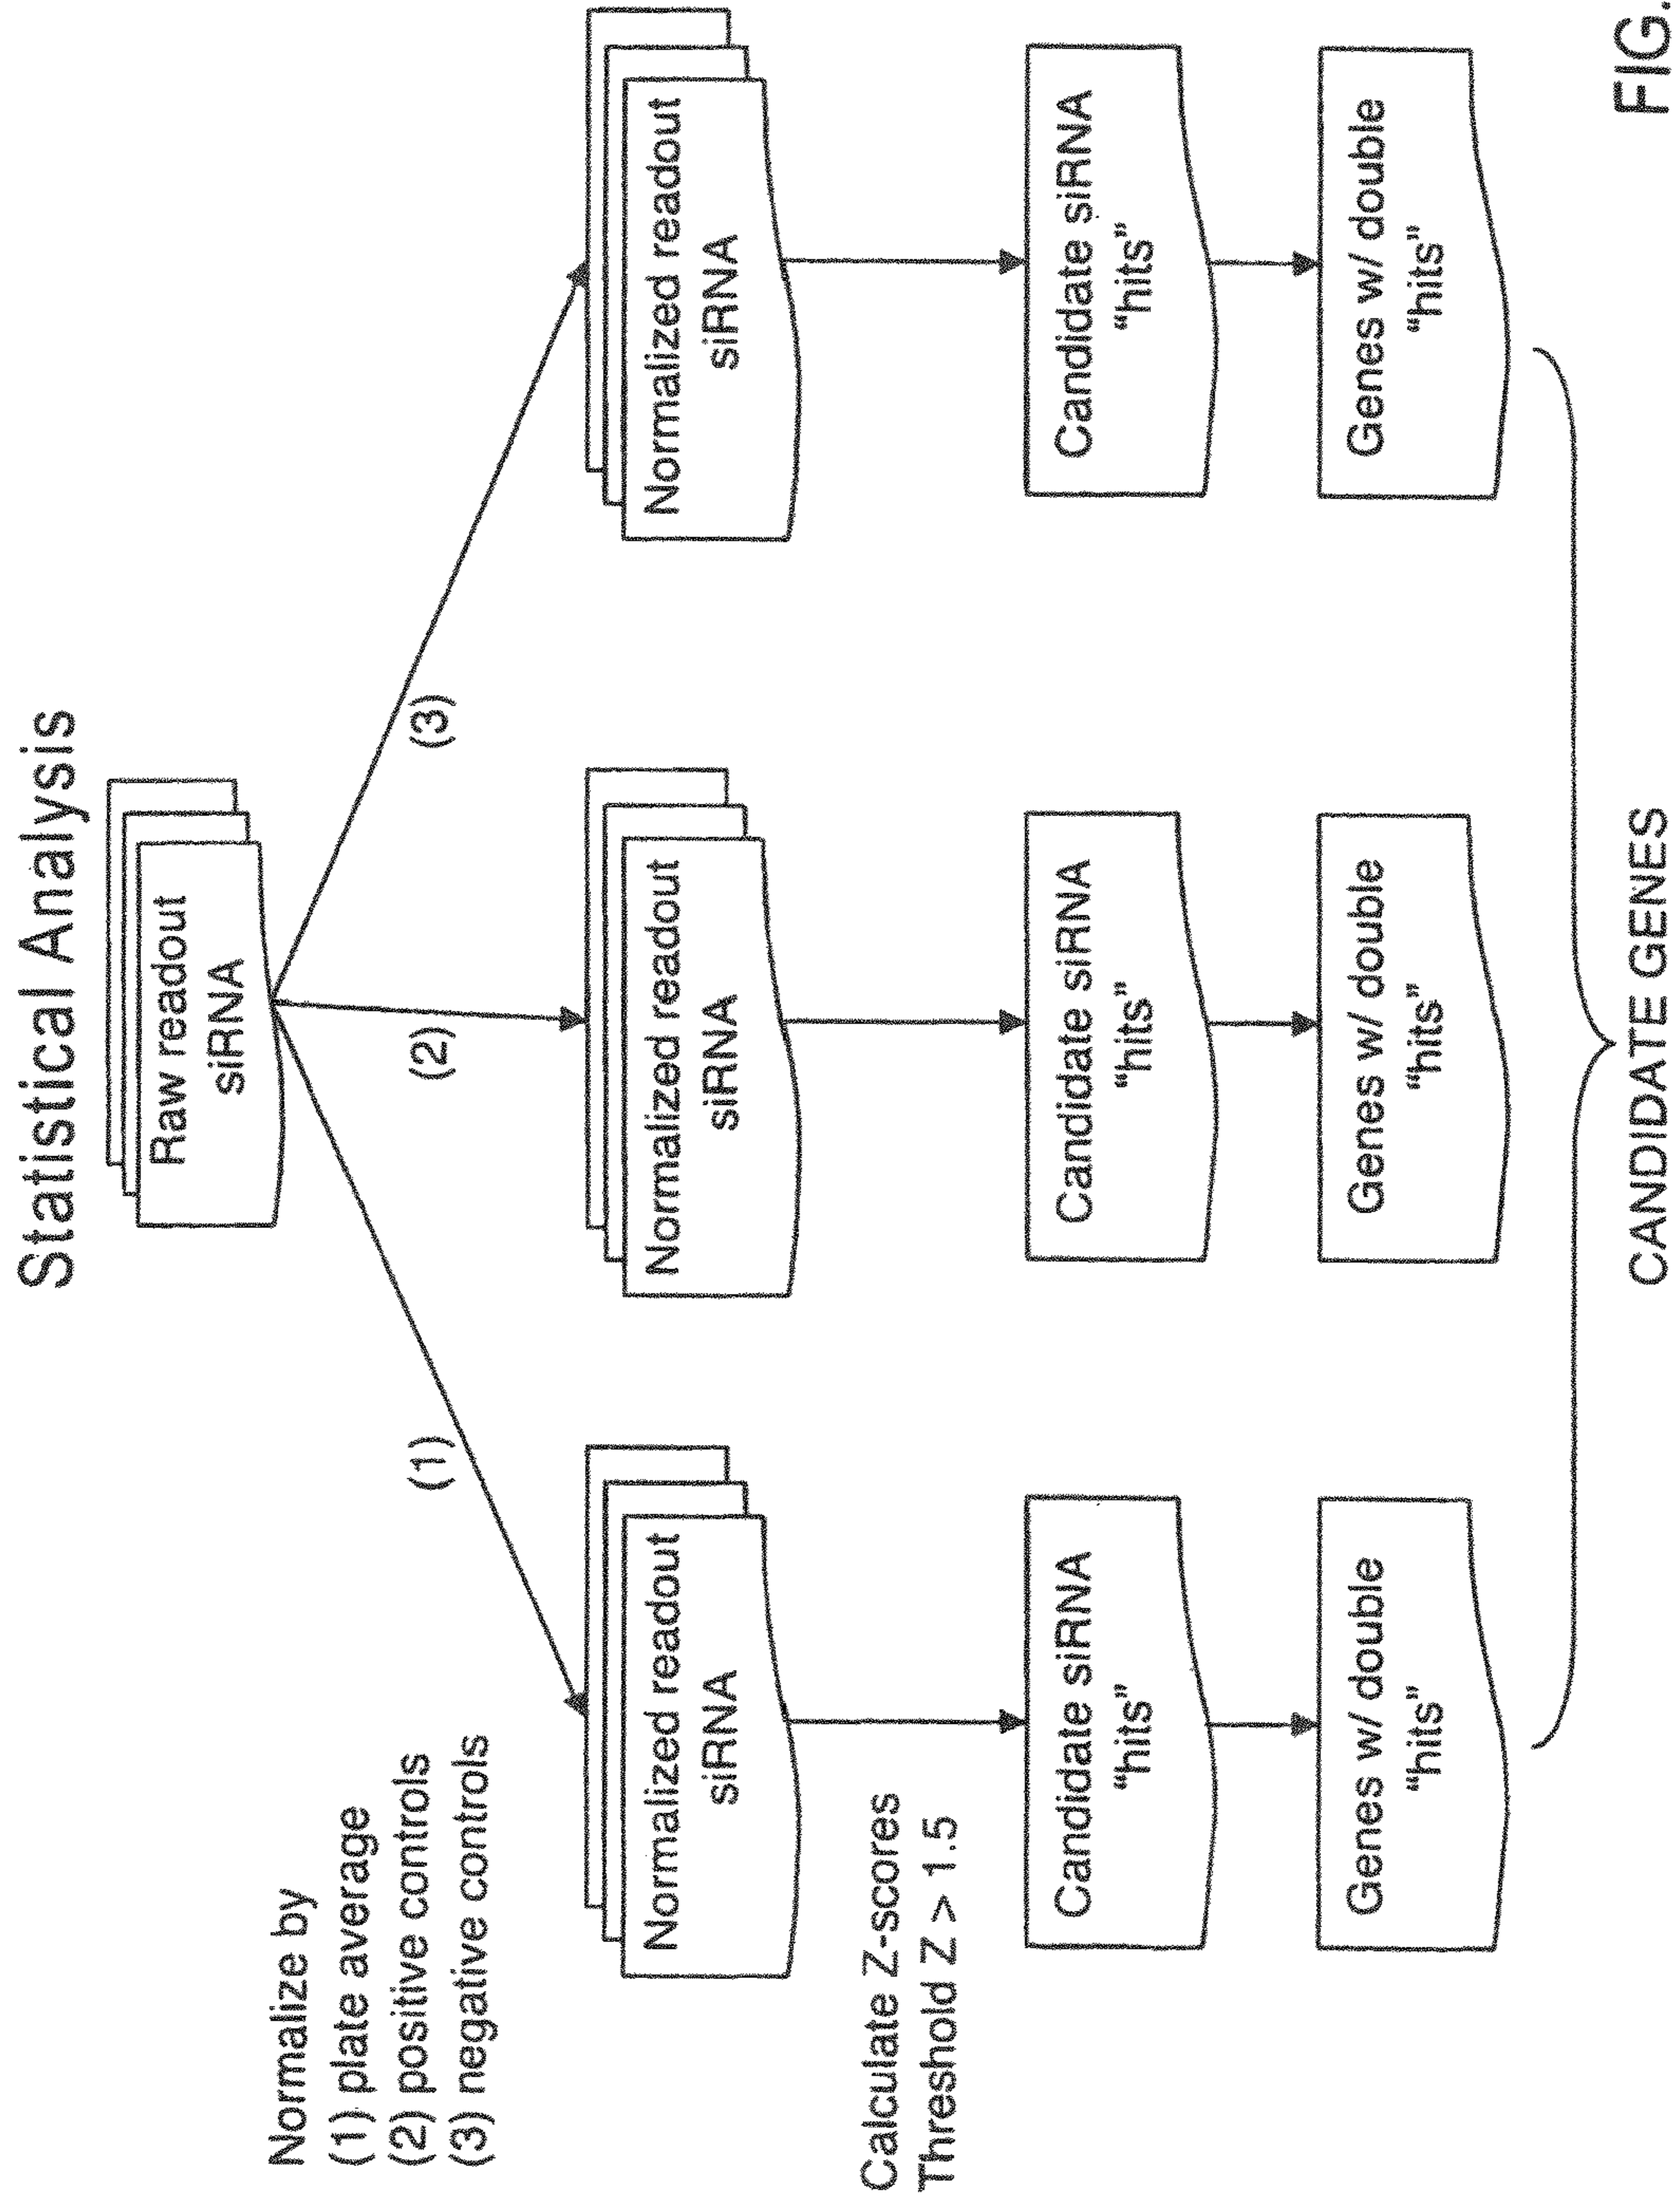 Statistical Analysis
Raw readout
siRNA
Normalize by
(1) plate average
(2) positive controls
(3) negative controls
(1)
(2)
(3)
Normalized readout
siRNA
Normalized readout
siRNA
Normalized readout
siRNA
Calculate Z-scores
Threshold Z > 1.5
Candidate siRNA
“hits”
Candidate siRNA
“hits”
Candidate siRNA
“hits”
Genes w/ double
“hits”
Genes w/ double
“hits”
Genes w/ double
“hits”
CANDIDATE GENES
FIG.